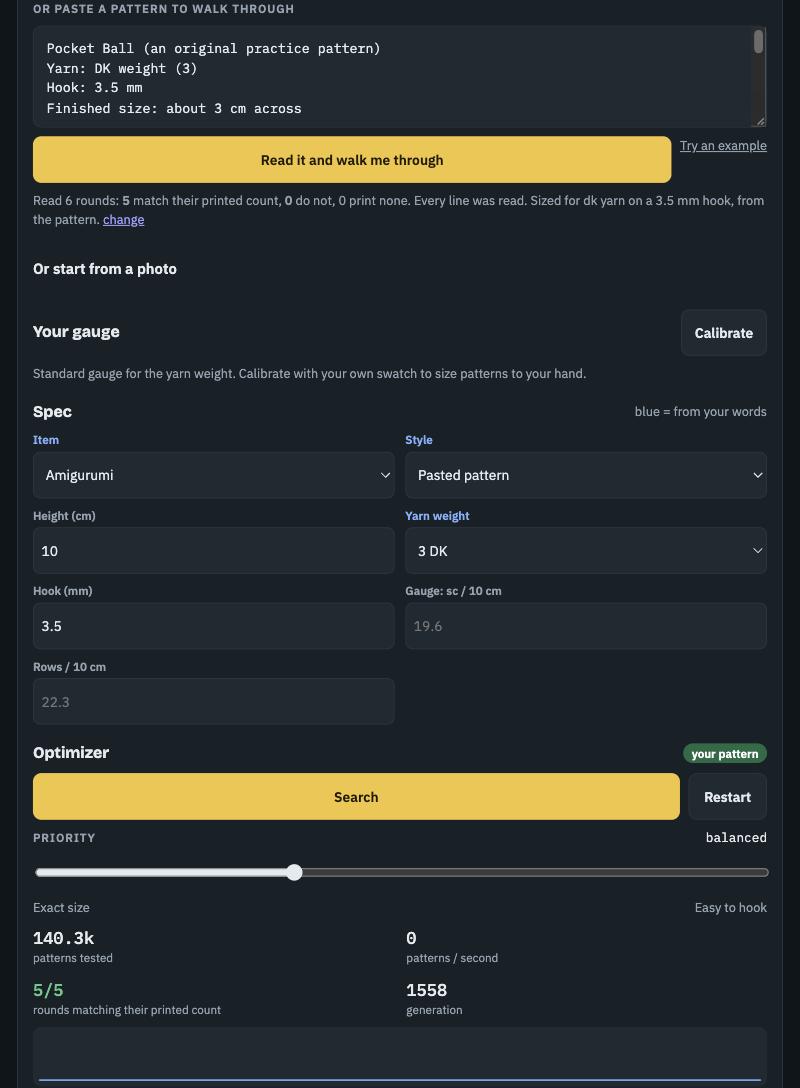 OR PASTE A PATTERN TO WALK THROUGH
Pocket Ball (an original practice pattern)
Yarn: DK weight (3)
Hook: 3.5 mm
Finished size: about 3 cm across
Read it and walk me through
Try an example
Read 6 rounds: 5 match their printed count, 0 do not, 0 print none. Every line was read. Sized for dk yarn on a 3.5 mm hook, from
the pattern. change
Or start from a photo
Your gauge
Calibrate
Standard gauge for the yarn weight. Calibrate with your own swatch to size patterns to your hand.
Spec
blue = from your words
Item
Style
Amigurumi
Pasted pattern
Height (cm)
Yarn weight
10
3 DK
Hook (mm)
Gauge: sc / 10 cm
3.5
19.6
Rows / 10 cm
22.3
Optimizer
your pattern
Search
Restart
PRIORITY
balanced
Exact size
Easy to hook
140.3k
0
patterns tested
patterns / second
5/5
1558
rounds matching their printed count
generation